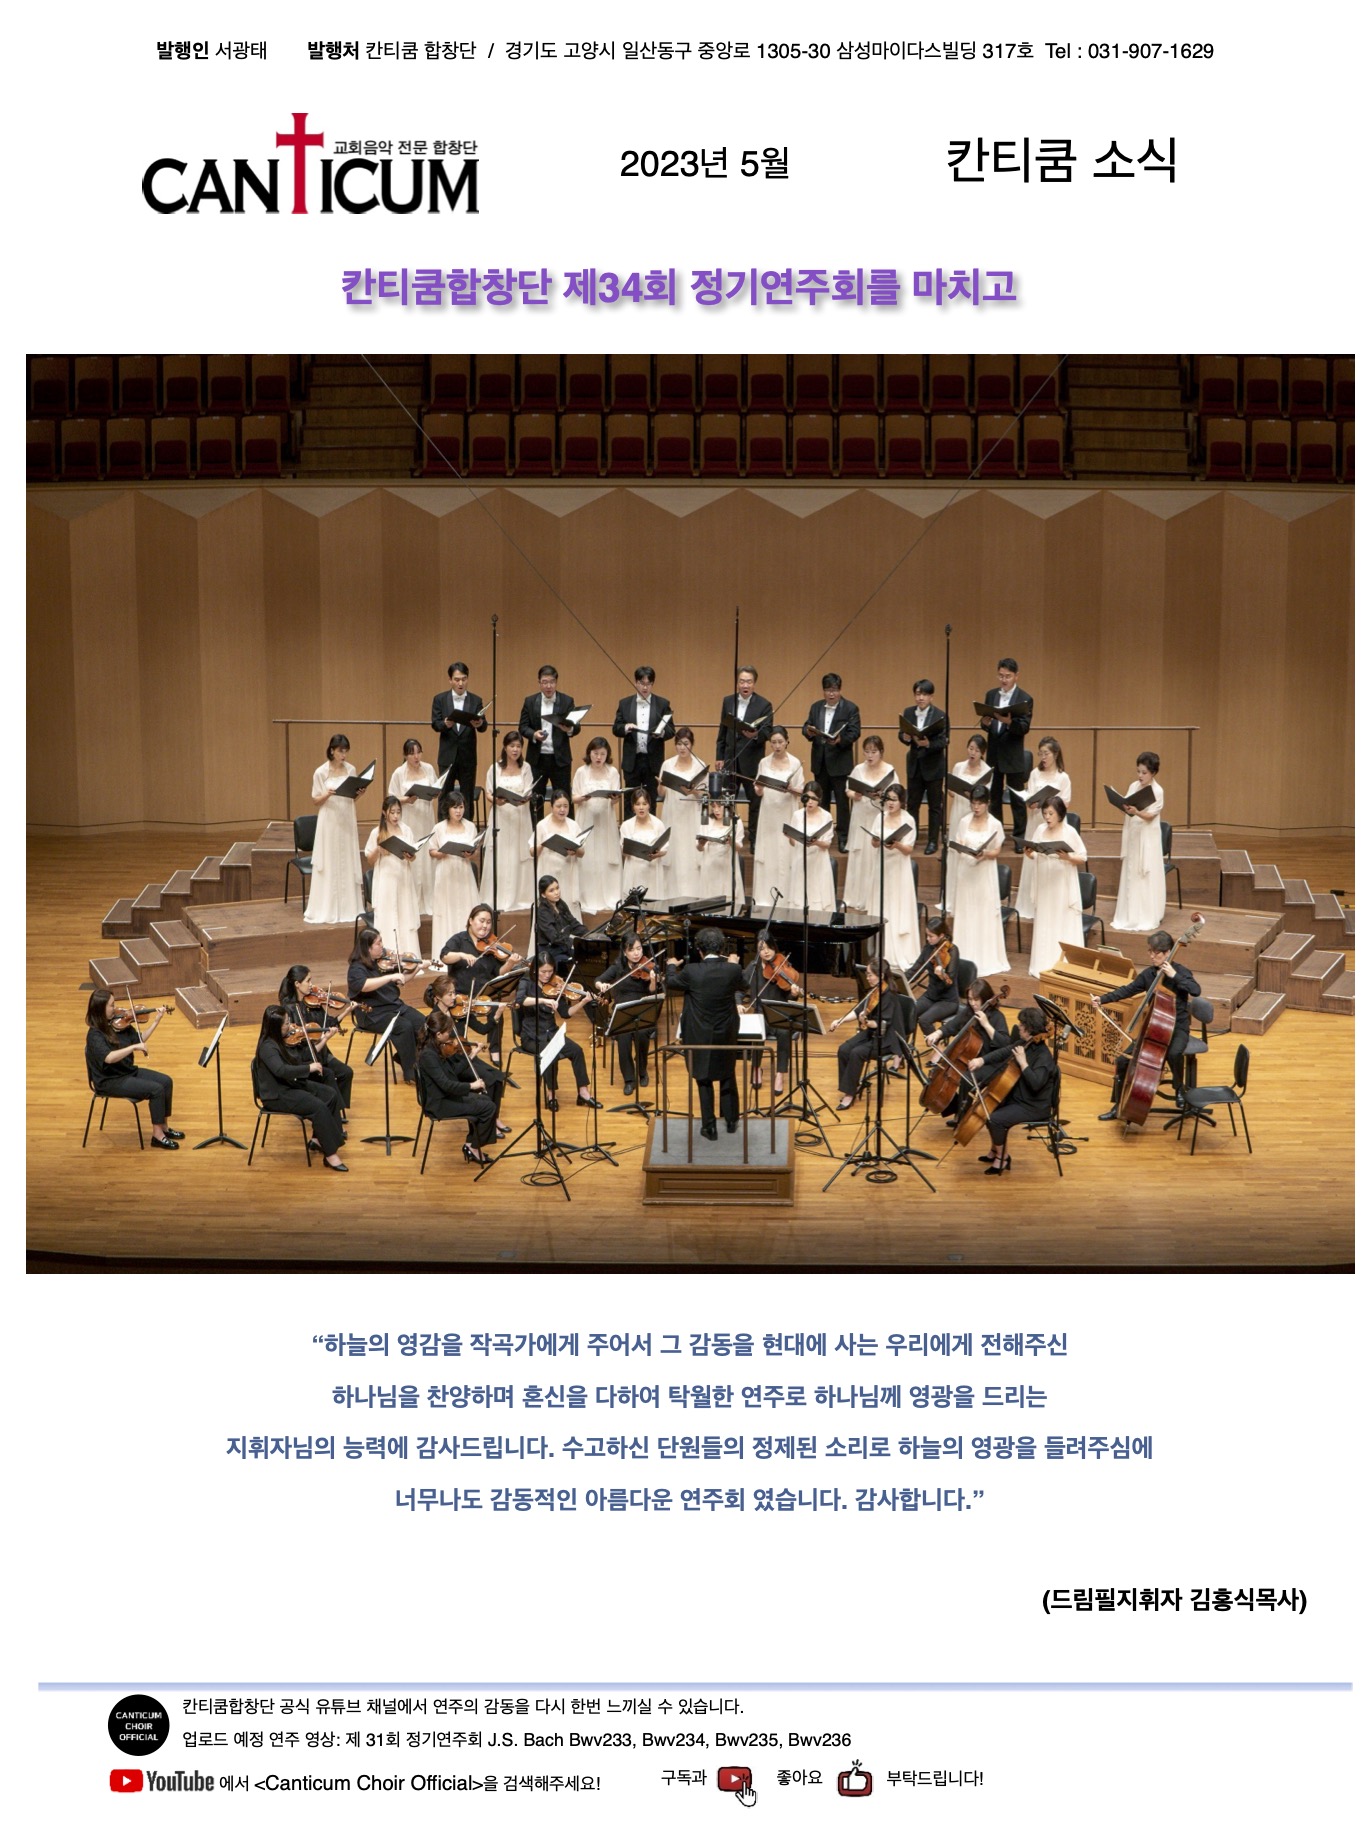 발행인 서광태 발행처 칸티쿰 합창단 / 경기도 고양시 일산동구 중앙로 1305-30 삼성마이다스빌딩 317호 Tel : 031-907-1629
교회음악 전문 합창단
CANTICUM
2023년 5월
칸티쿰 소식
칸티쿰합창단 제34회 정기연주회를 마치고
“하늘의 영감을 작곡가에게 주어서 그 감동을 현대에 사는 우리에게 전해주신
하나님을 찬양하며 혼신을 다하여 탁월한 연주로 하나님께 영광을 드리는
지휘자님의 능력에 감사드립니다. 수고하신 단원들의 정제된 소리로 하늘의 영광을 들려주심에
너무나도 감동적인 아름다운 연주회 였습니다. 감사합니다.”
(드림필지휘자 김홍식목사)
CANTICUM
CHOIR
OFFICIAL
칸티쿰합창단 공식 유튜브 채널에서 연주의 감동을 다시 한번 느끼실 수 있습니다.
업로드 예정 연주 영상: 제 31회 정기연주회 J.S. Bach Bwv233, Bwv234, Bwv235, Bwv236
YouTube 에서 <Canticum Choir Official>을 검색해주세요! 구독과 좋아요 부탁드립니다!